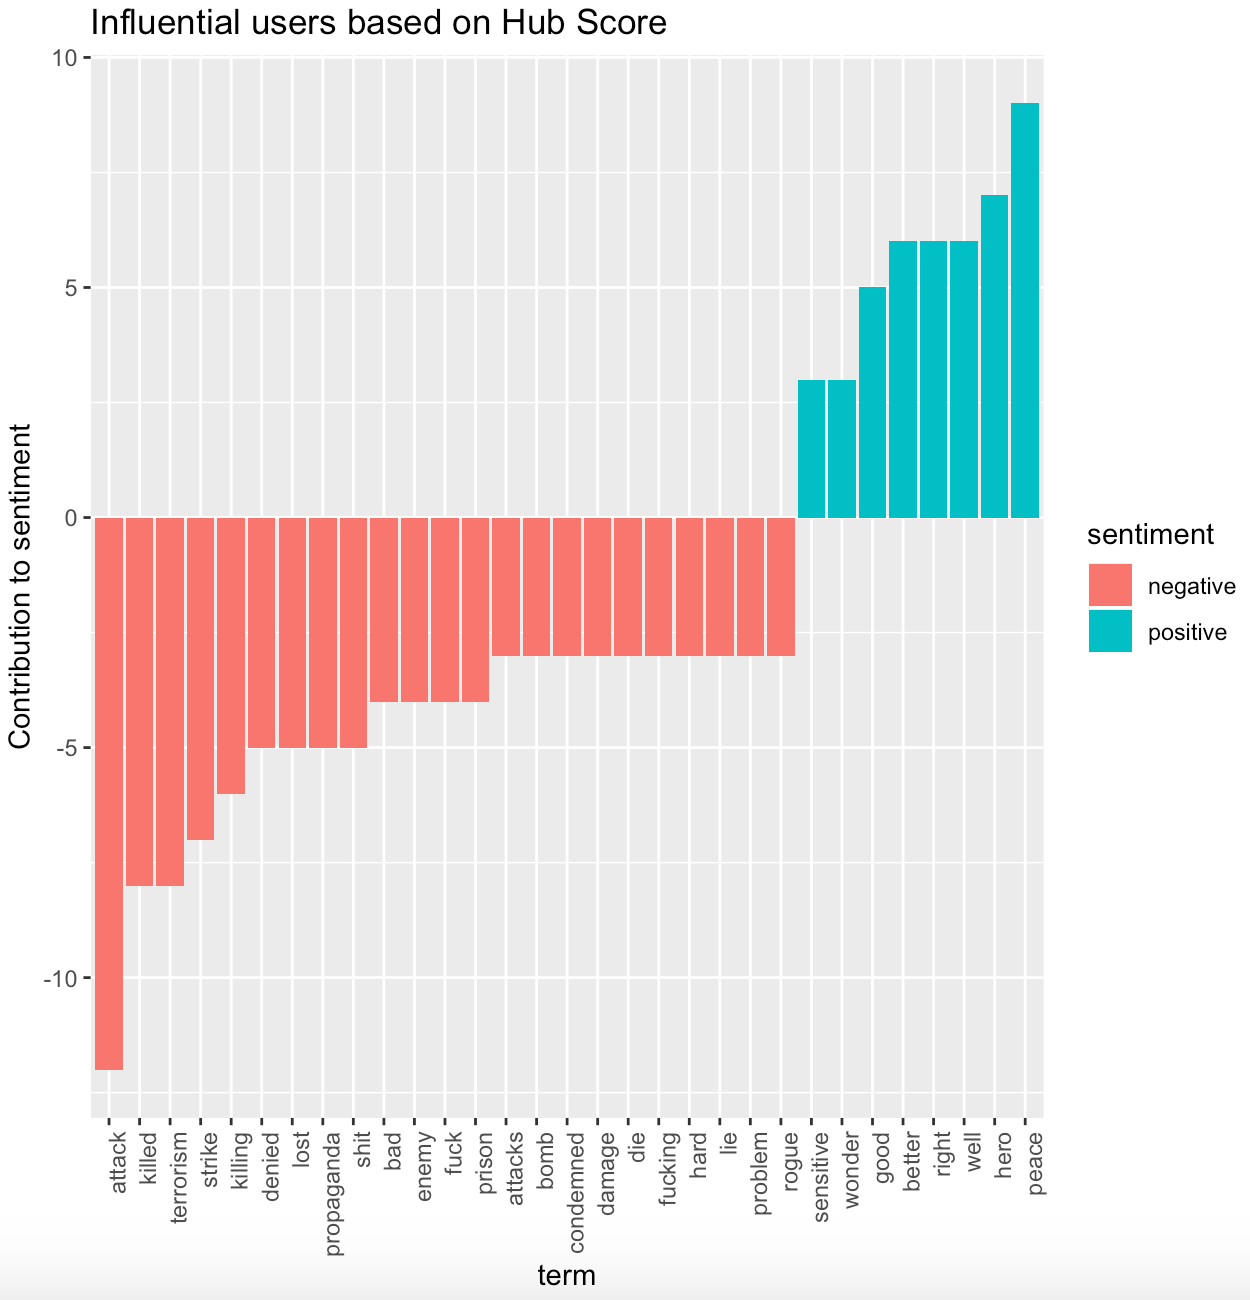 Influential users based on Hub Score
10
5
0
-5
-10
Contribution to sentiment
attack
killed
terrorism
strike
killing
denied
lost
propaganda
shit
bad
enemy
fuck
prison
attacks
bomb
condemned
damage
die
fucking
hard
lie
problem
rogue
sensitive
wonder
good
better
right
well
hero
peace
term
sentiment
negative
positive